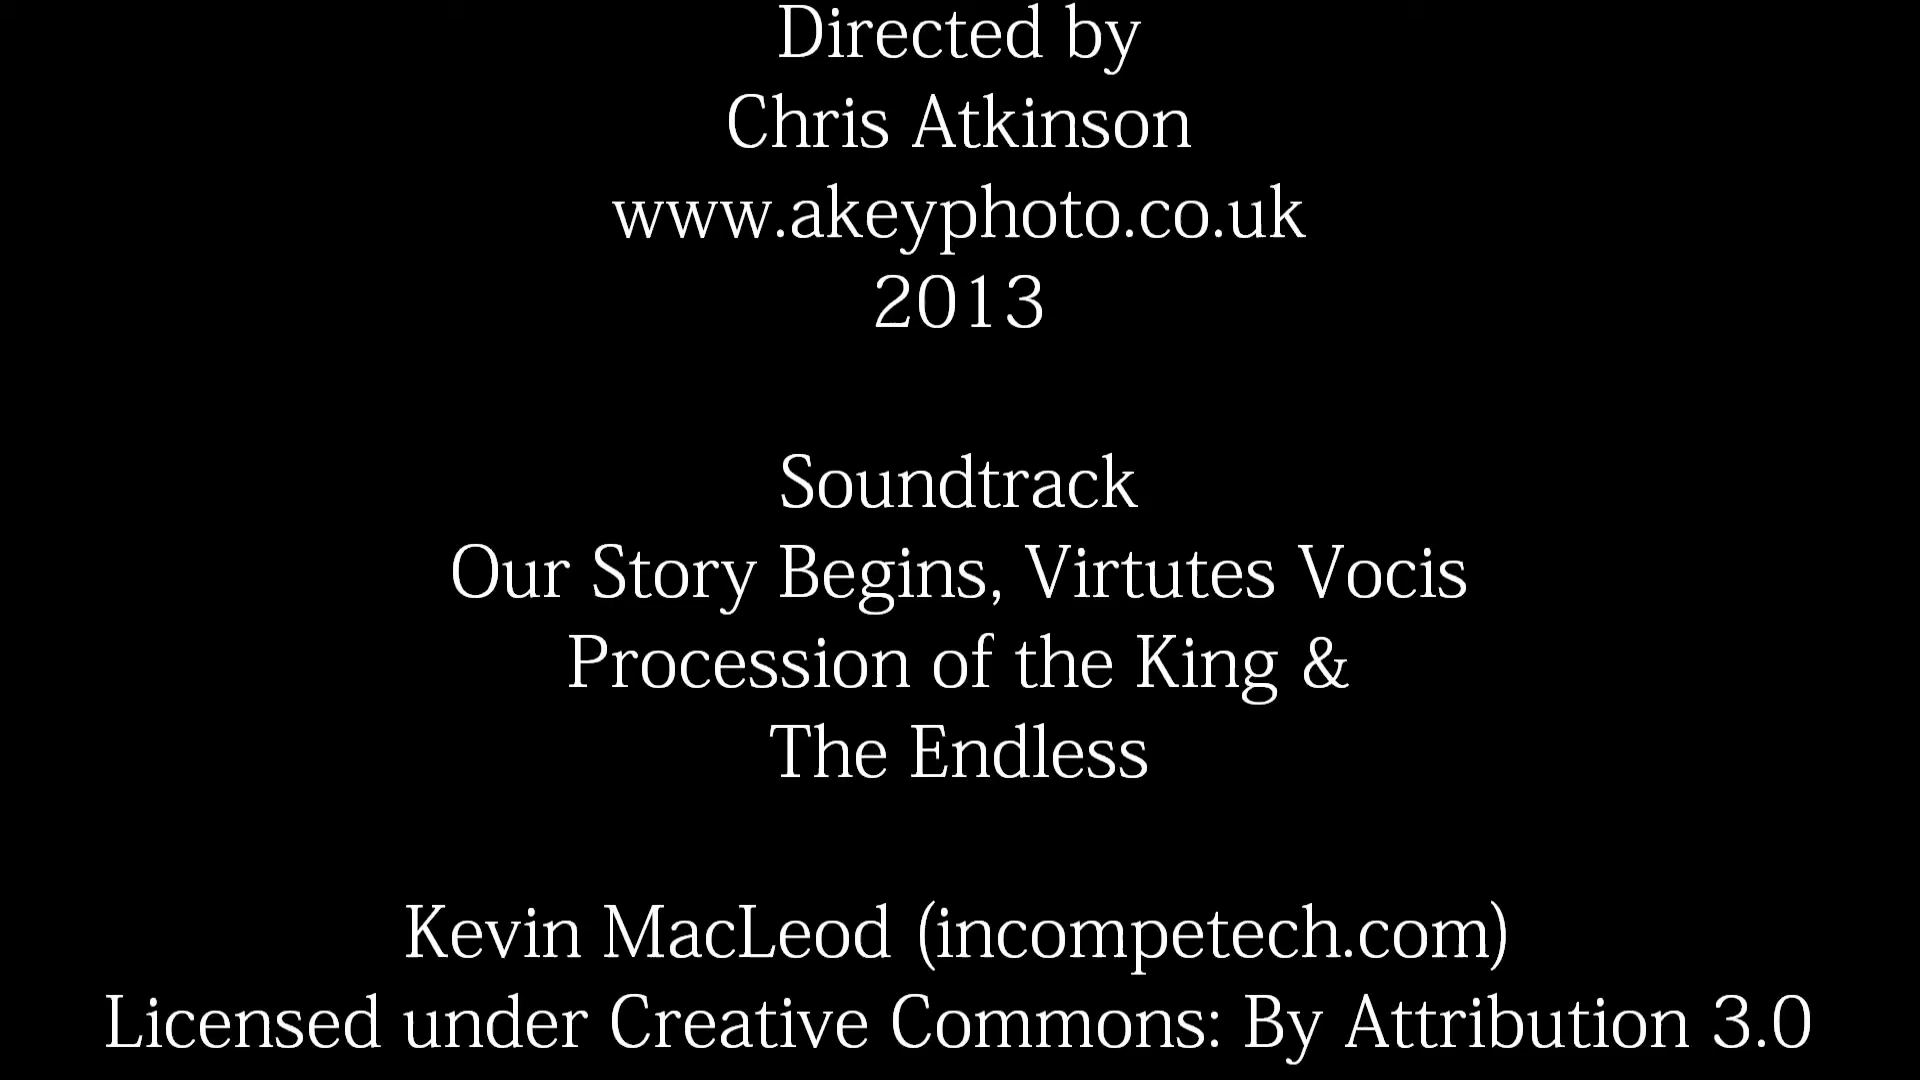 Directed by
Chris Atkinson
www.akeyphoto.co.uk
2013
Soundtrack
Our Story Begins, Virtutes Vocis
Procession of the King &
The Endless
Kevin MacLeod (incompetech.com)
Licensed under Creative Commons: By Attribution 3.0